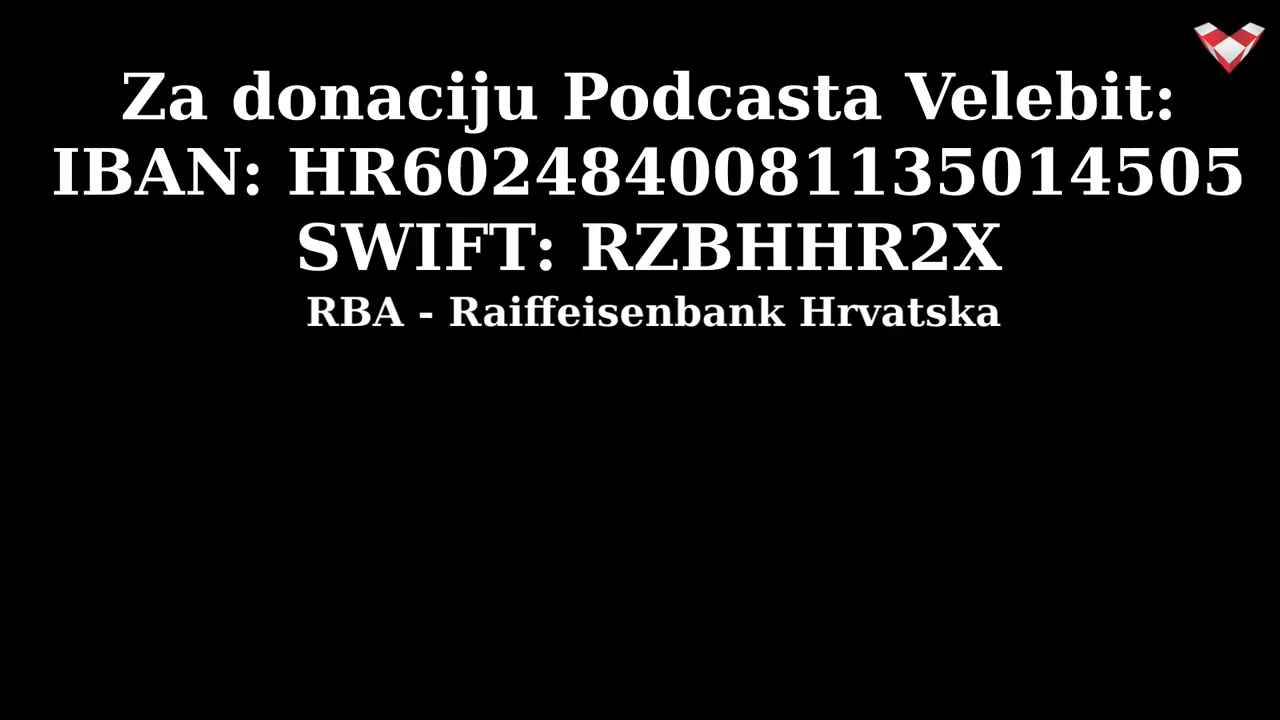 Za donaciju Podcasta Velebit:
IBAN: HR6024840081135014505
SWIFT: RZBHHR2X
RBA - Raiffeisenbank Hrvatska